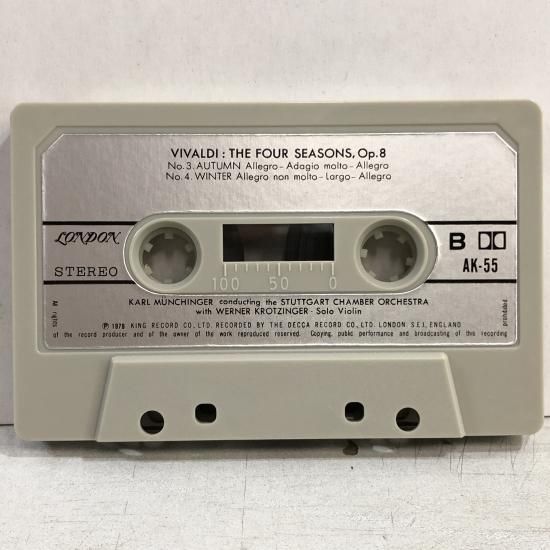 VIVALDI : THE FOUR SEASONS, Op. 8
No. 3. AUTUMN Allegro – Adagio molto – Allegro
No. 4. WINTER Allegro non molto – Largo – Allegro
LONDON
STEREO
B
AK-55
100 50 0
KARL MÜNCHINGER conducting the STUTTGART CHAMBER ORCHESTRA
with WERNER KROTZINGER - Solo Violin
All rights
prohibited.
Ⓟ 1978 KING RECORD CO., LTD. RECORDED BY THE DECCA RECORD CO., LTD. LONDON S.E.I., ENGLAND
of the record producer and of the owner of the work reproduced reserved. Copying, public performance and broadcasting of this recording